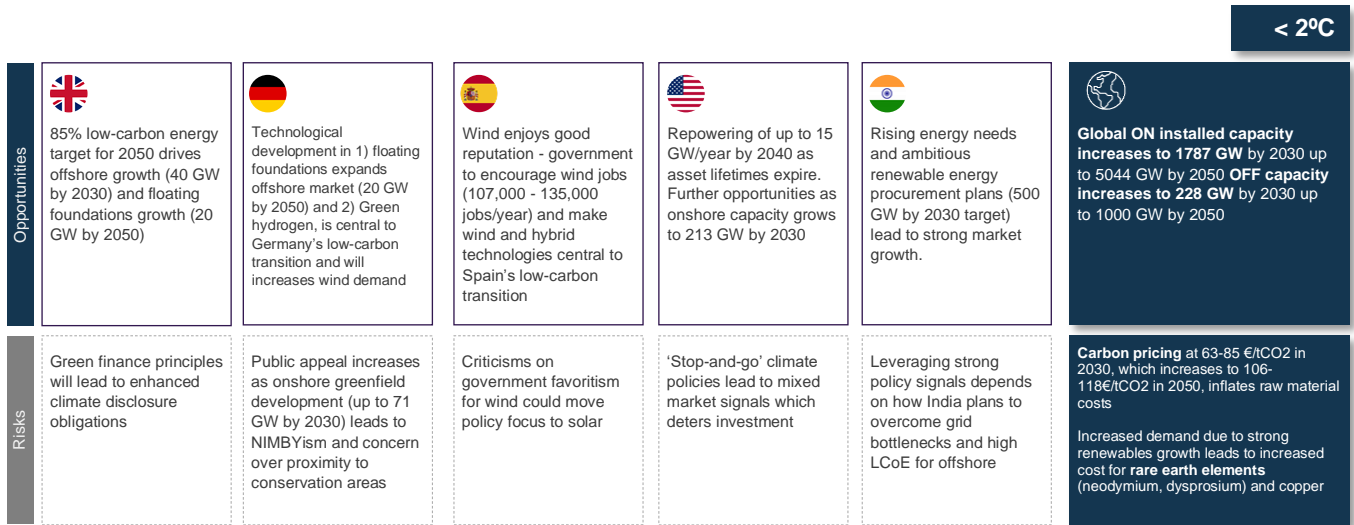 < 2ºC
Opportunities
85% low-carbon energy
target for 2050 drives
offshore growth (40 GW
by 2030) and floating
foundations growth (20
GW by 2050)
Technological
development in 1) floating
foundations expands
offshore market (20 GW
by 2050) and 2) Green
hydrogen, is central to
Germany's low-carbon
transition and will
increases wind demand
Wind enjoys good
reputation - government
to encourage wind jobs
(107,000 - 135,000
jobs/year) and make
wind and hybrid
technologies central to
Spain's low-carbon
transition
Repowering of up to 15
GW/year by 2040 as
asset lifetimes expire.
Further opportunities as
onshore capacity grows
to 213 GW by 2030
Rising energy needs
and ambitious
renewable energy
procurement plans (500
GW by 2030 target)
lead to strong market
growth.
Global ON installed capacity
increases to 1787 GW by 2030 up
to 5044 GW by 2050 OFF capacity
increases to 228 GW by 2030 up
to 1000 GW by 2050
Risks
Green finance principles
will lead to enhanced
climate disclosure
obligations
Public appeal increases
as onshore greenfield
development (up to 71
GW by 2030) leads to
NIMBYism and concern
over proximity to
conservation areas
Criticisms on
government favoritism
for wind could move
policy focus to solar
‘Stop-and-go’ climate
policies lead to mixed
market signals which
deters investment
Leveraging strong
policy signals depends
on how India plans to
overcome grid
bottlenecks and high
LCoE for offshore
Carbon pricing at 63-85 €/tCO2 in
2030, which increases to 106-
118€/tCO2 in 2050, inflates raw material
costs
Increased demand due to strong
renewables growth leads to increased
cost for rare earth elements
(neodymium, dysprosium) and copper